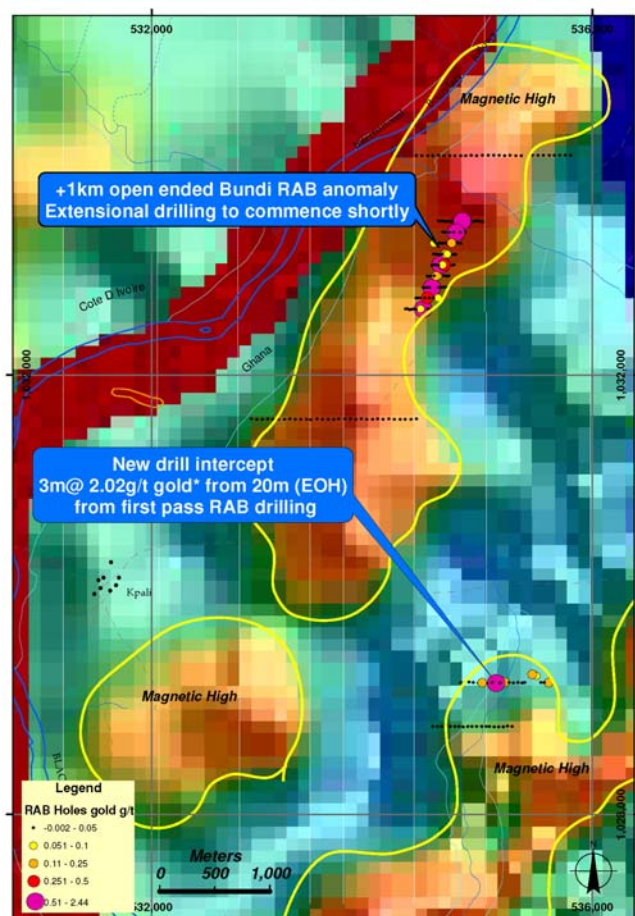 532,000
536,000
Magnetic High
+1km open ended Bundi RAB anomaly
Extensional drilling to commence shortly
Cote D Ivoire
Ghana
1,032,000
1,032,000
New drill intercept
3m@ 2.02g/t gold* from 20m (EOH)
from first pass RAB drilling
Kpali
Magnetic High
Magnetic High
BLAC
Legend
RAB Holes gold g/t
-0.002 - 0.05
0.051 - 0.1
0.11 - 0.25
0.251 - 0.5
0.51 - 2.44
Meters
0 500 1,000
N
1,028,000
532,000
536,000